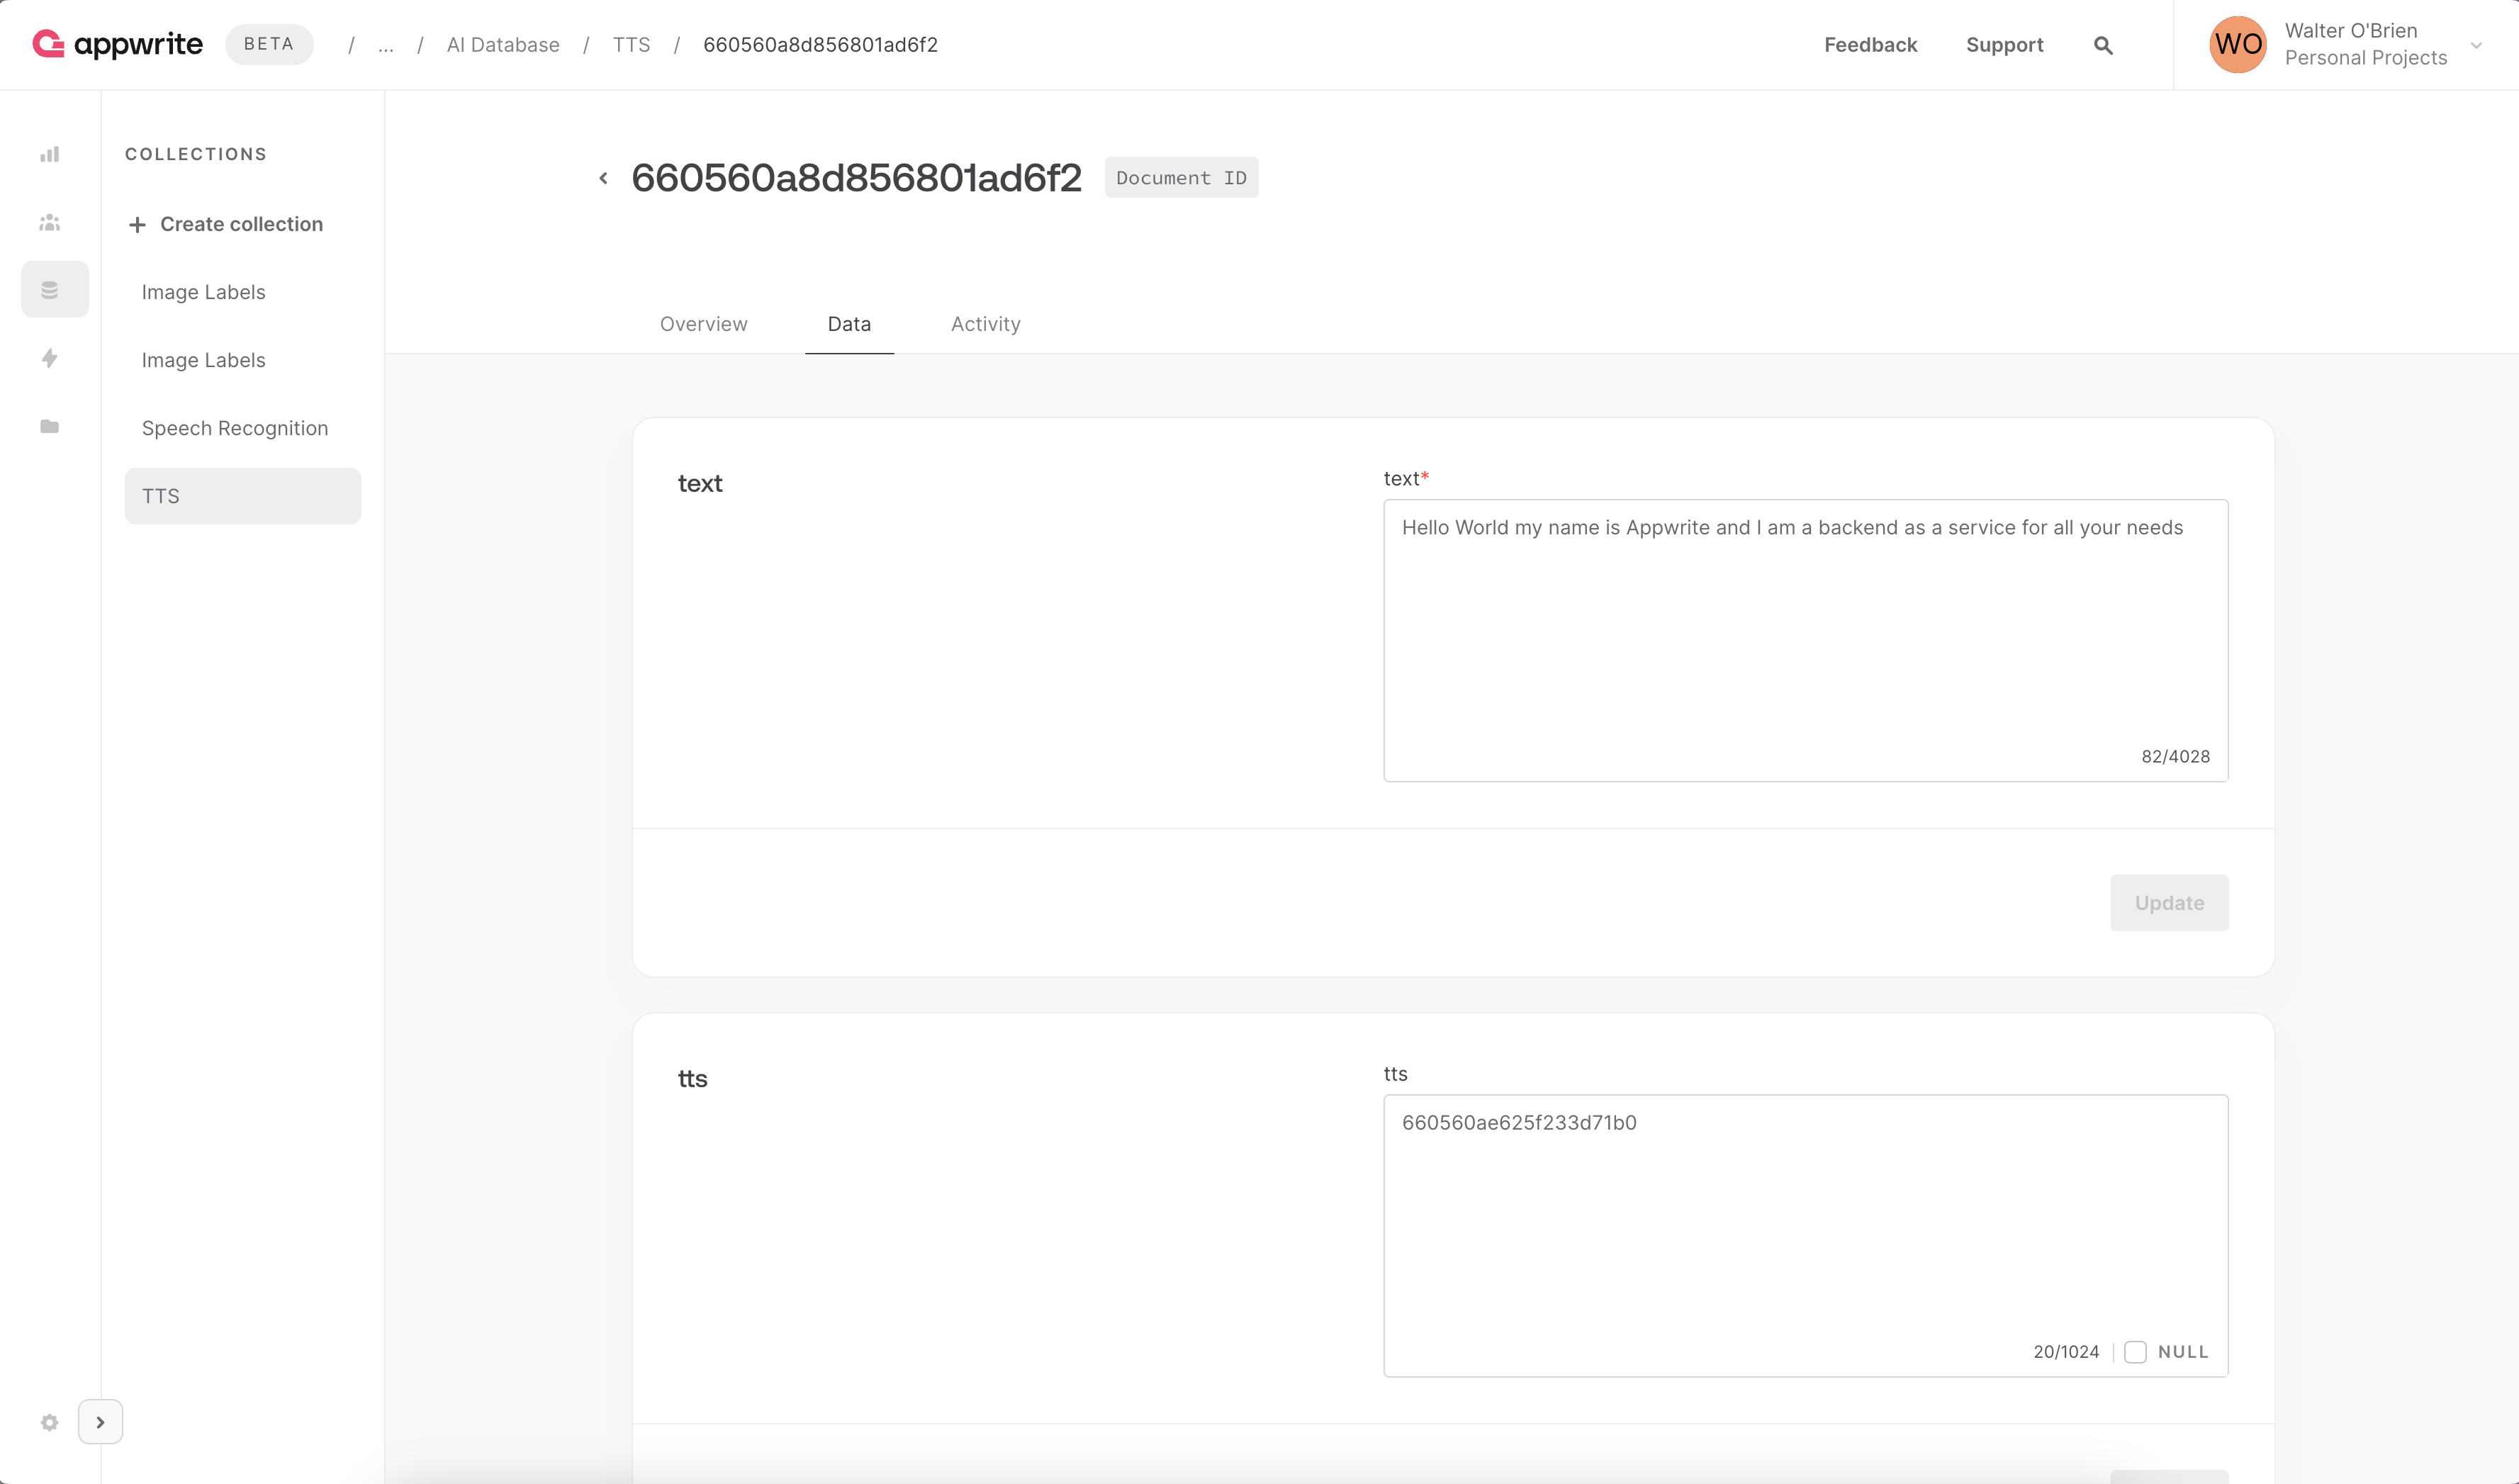 appwrite BETA / ... / AI Database / TTS / 660560a8d856801ad6f2 Feedback Support WO Walter O'Brien
Personal Projects
COLLECTIONS
Create collection
Image Labels
Image Labels
Speech Recognition
TTS
660560a8d856801ad6f2 Document ID
Overview Data Activity
text
text*
Hello World my name is Appwrite and I am a backend as a service for all your needs
82/4028
Update
tts
tts
660560ae625f233d71b0
20/1024 NULL